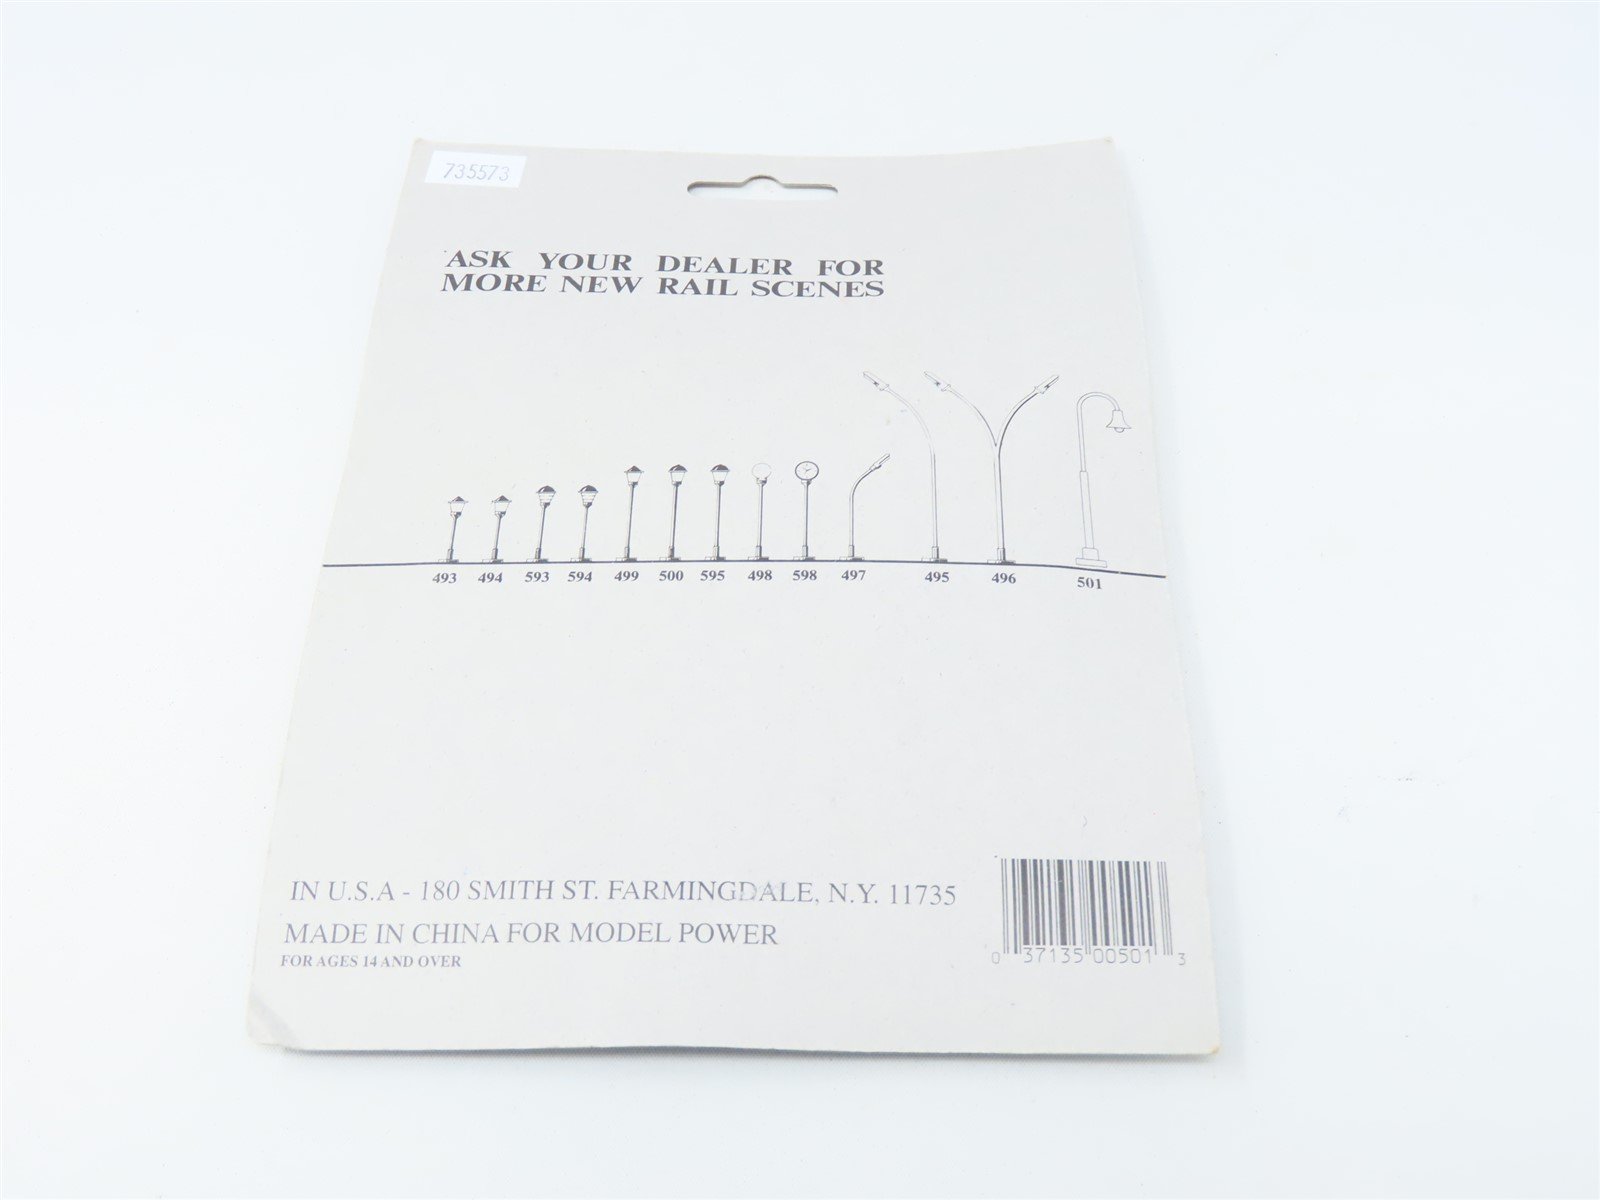 735573
ASK YOUR DEALER FOR
MORE NEW RAIL SCENES
493 494 593 594 499 500 595 498 598 497 495 496 501
IN U.S.A - 180 SMITH ST. FARMINGDALE, N.Y. 11735
MADE IN CHINA FOR MODEL POWER
FOR AGES 14 AND OVER
0 37135 00501 3